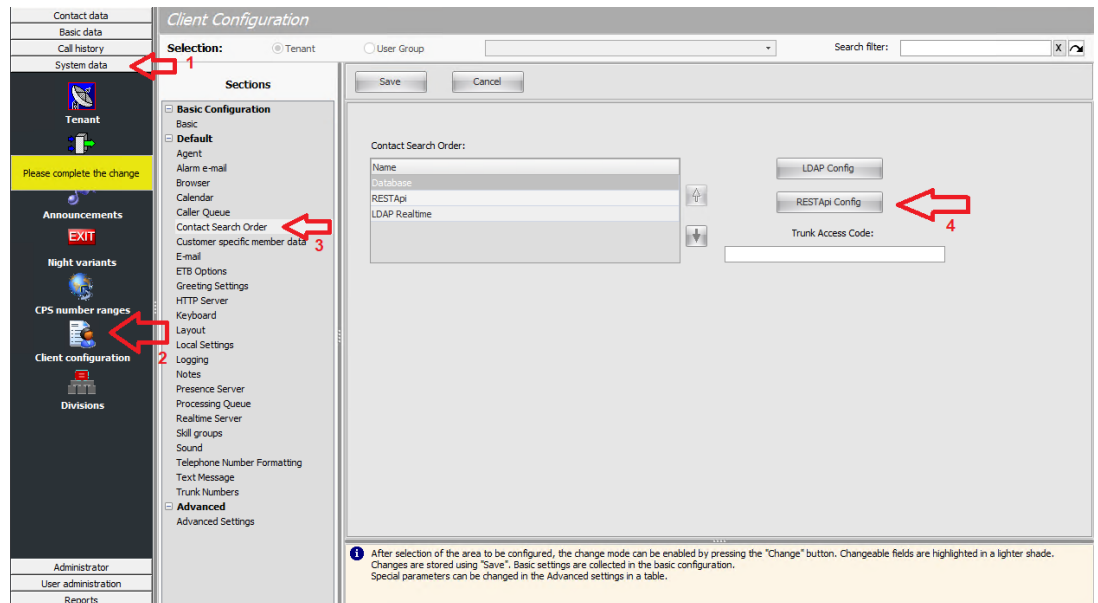 Contact data
Basic data
Call history
System data
1
Tenant
Please complete the change
Announcements
EXIT
Night variants
CPS number ranges
2
Client configuration
Divisions
Administrator
User administration
Reports
Client Configuration
Selection:
Tenant
User Group
Search filter:
X
Sections
Basic Configuration
Basic
Default
Agent
Alarm e-mail
Browser
Calendar
Caller Queue
Contact Search Order
3
Customer specific member data
E-mail
ETB Options
Greeting Settings
HTTP Server
Keyboard
Layout
Local Settings
Logging
Notes
Presence Server
Processing Queue
Realtime Server
Skill groups
Sound
Telephone Number Formatting
Text Message
Trunk Numbers
Advanced
Advanced Settings
Save
Cancel
Contact Search Order:
Name
Database
RESTApi
LDAP Realtime
LDAP Config
RESTApi Config
4
Trunk Access Code:
After selection of the area to be configured, the change mode can be enabled by pressing the "Change" button. Changeable fields are highlighted in a lighter shade.
Changes are stored using "Save". Basic settings are collected in the basic configuration.
Special parameters can be changed in the Advanced settings in a table.